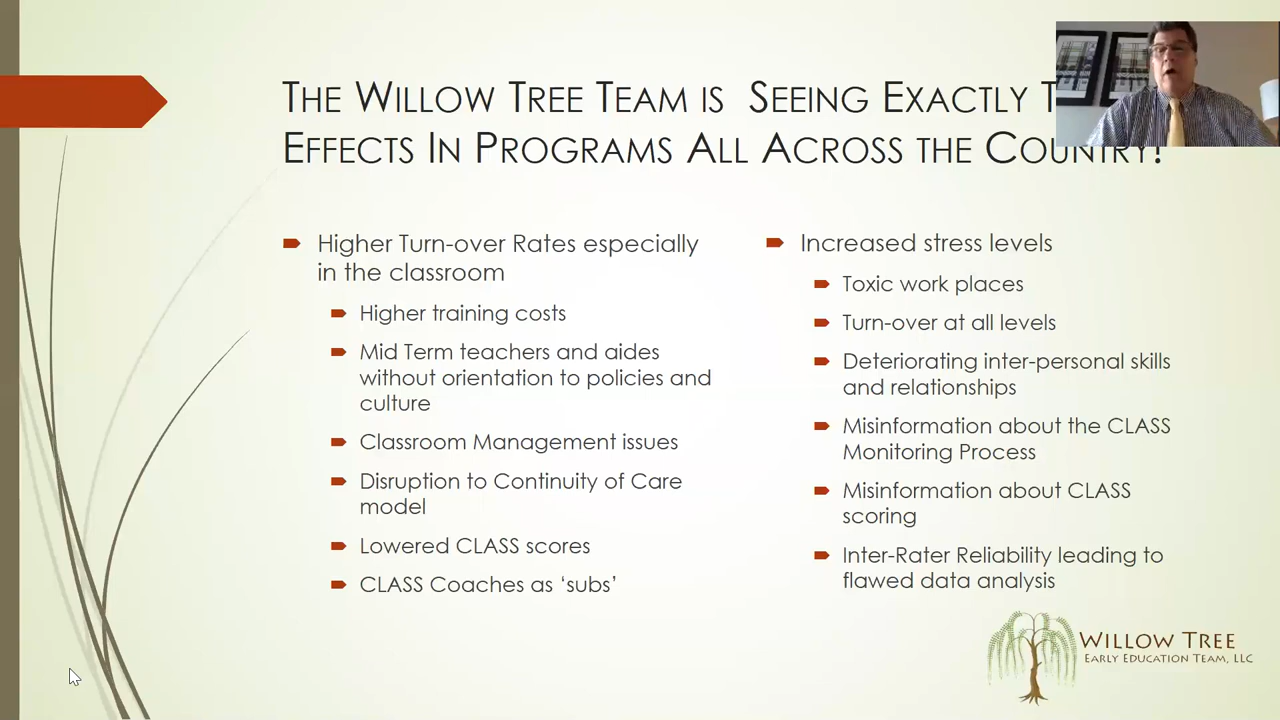 The Willow Tree Team is Seeing Exactly
Effects In Programs All Across the Country!
Higher Turn-over Rates especially
in the classroom
Higher training costs
Mid Term teachers and aides
without orientation to policies and
culture
Classroom Management issues
Disruption to Continuity of Care
model
Lowered CLASS scores
CLASS Coaches as ‘subs’
Increased stress levels
Toxic work places
Turn-over at all levels
Deteriorating inter-personal skills
and relationships
Misinformation about the CLASS
Monitoring Process
Misinformation about CLASS
scoring
Inter-Rater Reliability leading to
flawed data analysis
Willow Tree
Early Education Team, LLC